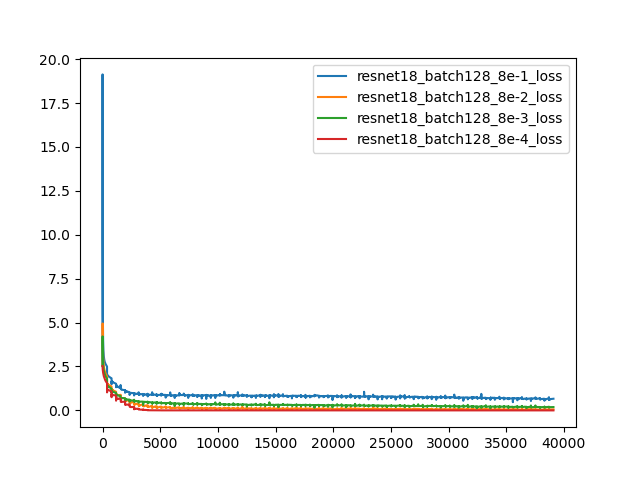 20.0
17.5
15.0
12.5
10.0
7.5
5.0
2.5
0.0
0 5000 10000 15000 20000 25000 30000 35000 40000
resnet18_batch128_8e-1_loss
resnet18_batch128_8e-2_loss
resnet18_batch128_8e-3_loss
resnet18_batch128_8e-4_loss